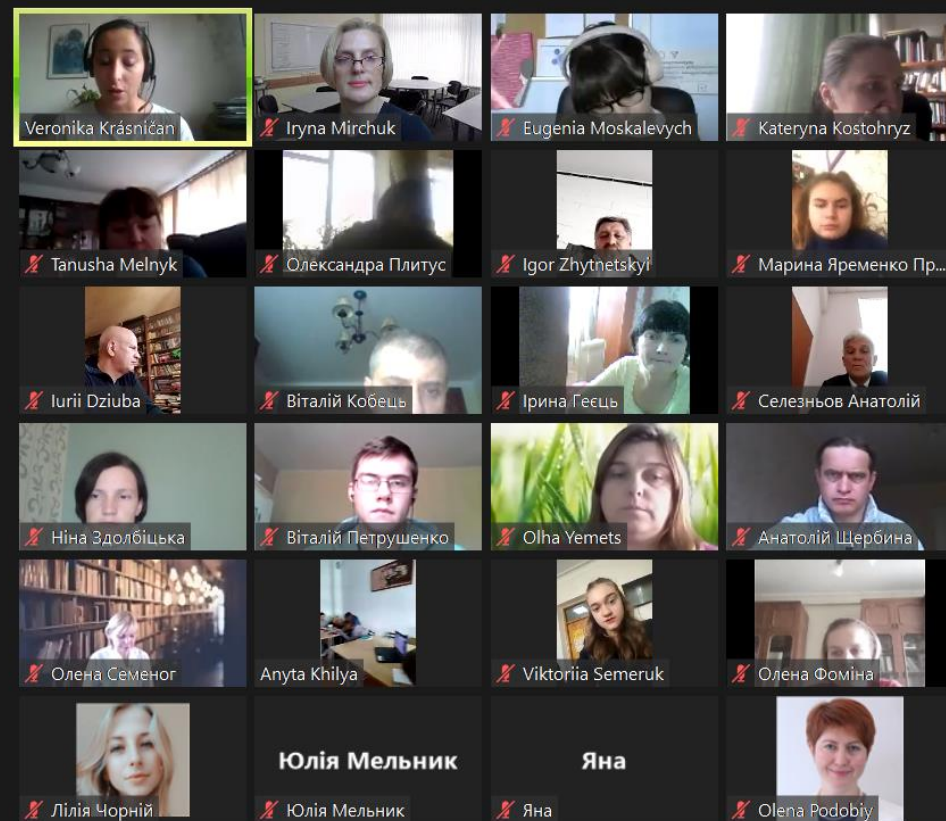 Veronika Krásničan
Iryna Mirchuk
Eugenia Moskalevych
Kateryna Kostohryz
Tanusha Melnyk
Олександра Плитус
Igor Zhytnetskyi
Марина Яременко Пр...
Iurii Dziuba
Віталій Кобець
Ірина Геєць
Селезньов Анатолій
Ніна Здолбіцька
Віталій Петрушенко
Olha Yemets
Анатолій Щербина
Олена Семеног
Anyta Khilya
Viktoriia Semeruk
Олена Фоміна
Лілія Чорній
Юлія Мельник
Юлія Мельник
Яна
Яна
Olena Podobiy